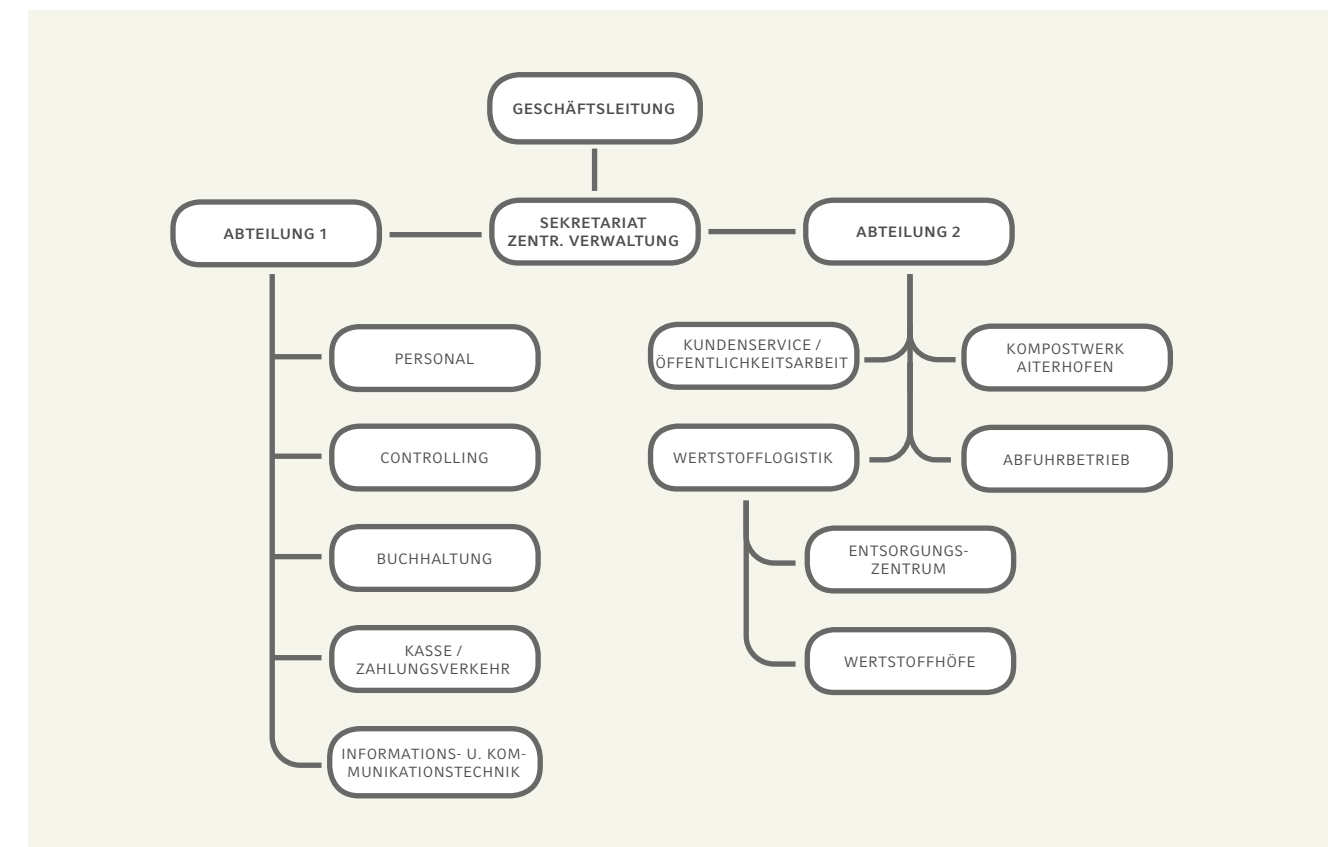 GESCHÄFTSLEITUNG
ABTEILUNG 1
SEKRETARIAT
ZENTR. VERWALTUNG
ABTEILUNG 2
PERSONAL
CONTROLLING
BUCHHALTUNG
KASSE /
ZAHLUNGSVERKEHR
INFORMATIONS- U. KOM-
MUNIKATIONSTECHNIK
KUNDENSERVICE /
ÖFFENTLICHKEITSARBEIT
KOMPOSTWERK
AITERHOFEN
WERTSTOFFLOGISTIK
ABFUHRBETRIEB
ENTSORGUNGS-
ZENTRUM
WERTSTOFFHÖFE